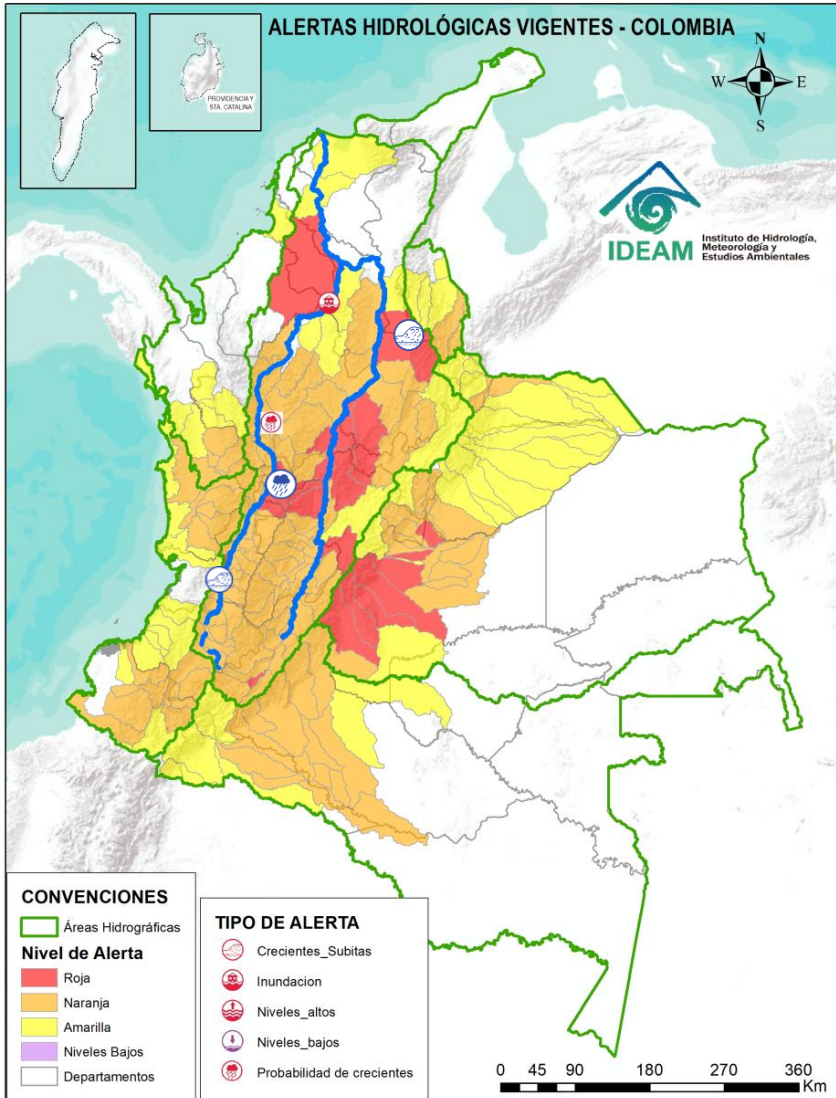 ALERTAS HIDROLÓGICAS VIGENTES - COLOMBIA
PROVIDENCIA Y
STA. CATALINA
N
W
E
S
IDEAM
Instituto de Hidrología,
Meteorología y
Estudios Ambientales
CONVENCIONES
Áreas Hidrográficas
Nivel de Alerta
Roja
Naranja
Amarilla
Niveles Bajos
Departamentos
TIPO DE ALERTA
Crecientes_Subitas
Inundacion
Niveles_altos
Niveles_bajos
Probabilidad de crecientes
0 45 90 180 270 360
Km